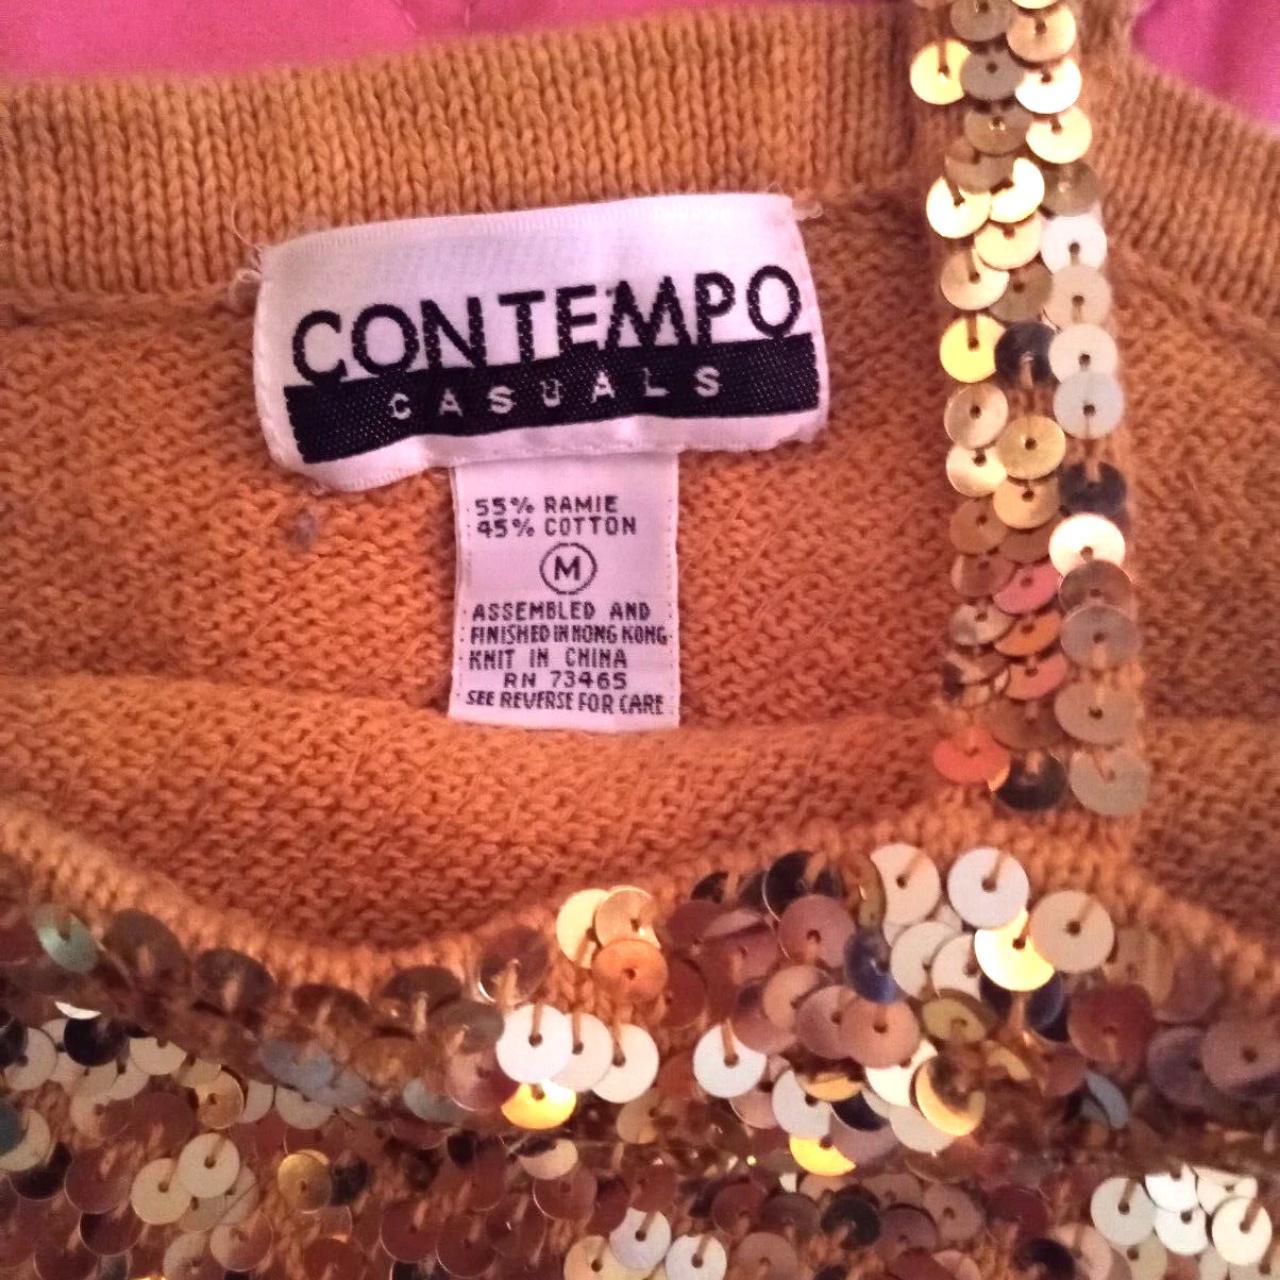 CONTEMPO
CASUALS
55% RAMIE
45% COTTON
M
ASSEMBLED AND
FINISHED IN HONG KONG
KNIT IN CHINA
RN 73465
SEE REVERSE FOR CARE